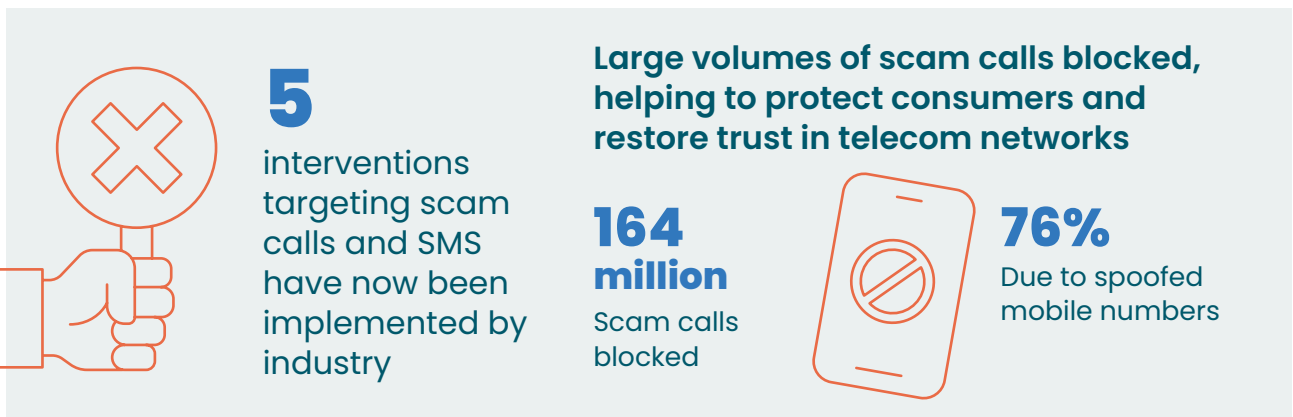 5
interventions
targeting scam
calls and SMS
have now been
implemented by
industry
Large volumes of scam calls blocked,
helping to protect consumers and
restore trust in telecom networks
164
million
Scam calls
blocked
76%
Due to spoofed
mobile numbers